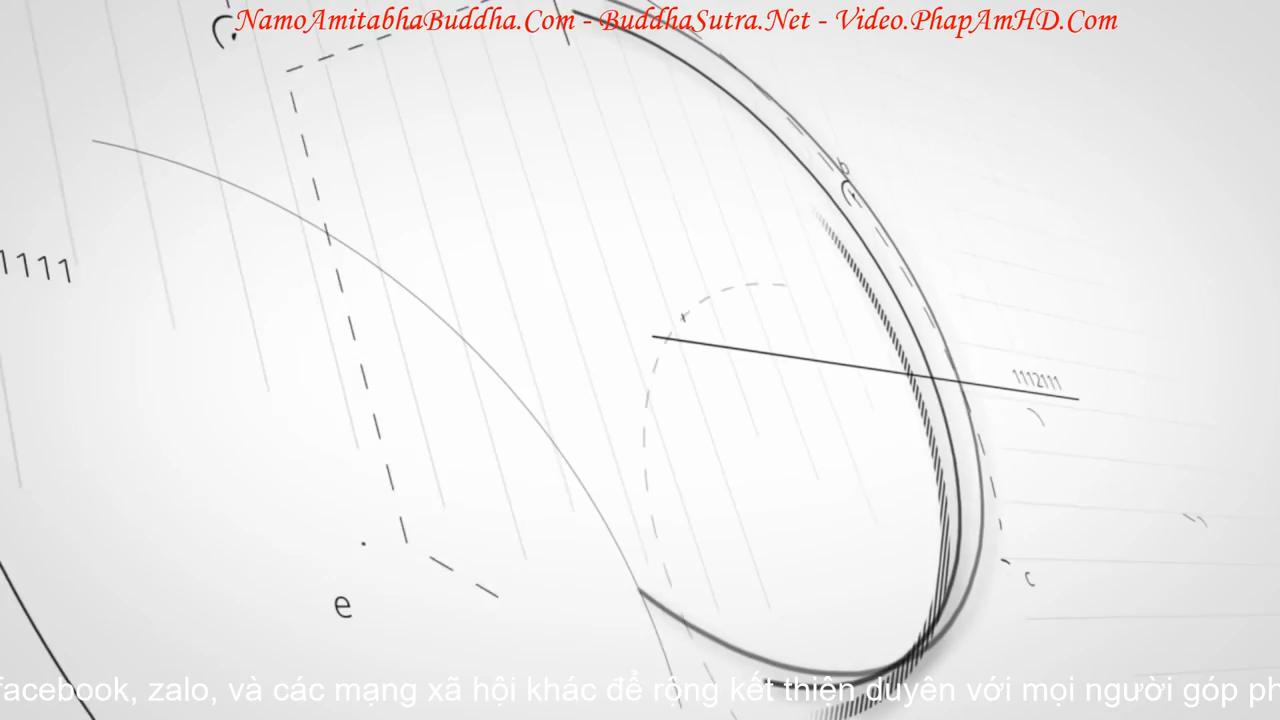 NamoAmitabhaBuddha.Com - BuddhaSutra.Net - Video.PhapAmHD.Com
b
1111
1112111
c
e
facebook, zalo, và các mạng xã hội khác để rộng kết thiện duyên với mọi người góp ph